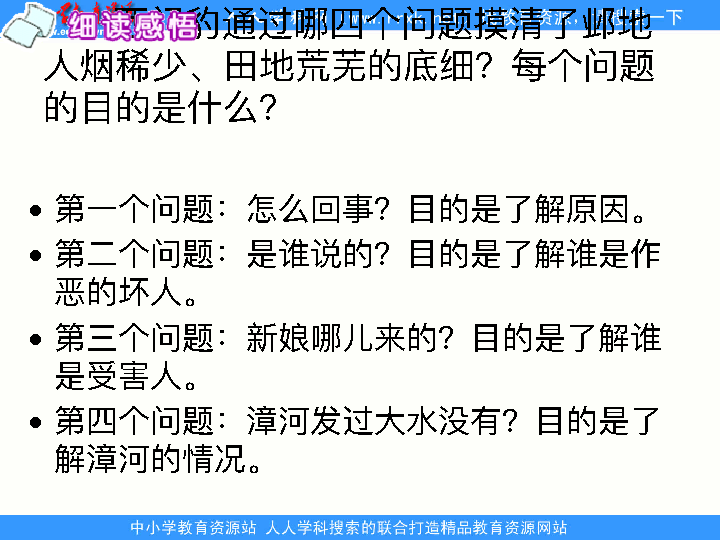 细读感悟
豹通过哪四个问题摸清了邺地
人烟稀少、田地荒芜的底细？每个问题
的目的是什么？
第一个问题：怎么回事？目的是了解原因。
第二个问题：是谁说的？目的是了解谁是作
恶的坏人。
第三个问题：新娘哪儿来的？目的是了解谁
是受害人。
第四个问题：漳河发过大水没有？目的是了
解漳河的情况。
中小学教育资源站 人人学科搜索的联合打造精品教育资源网站